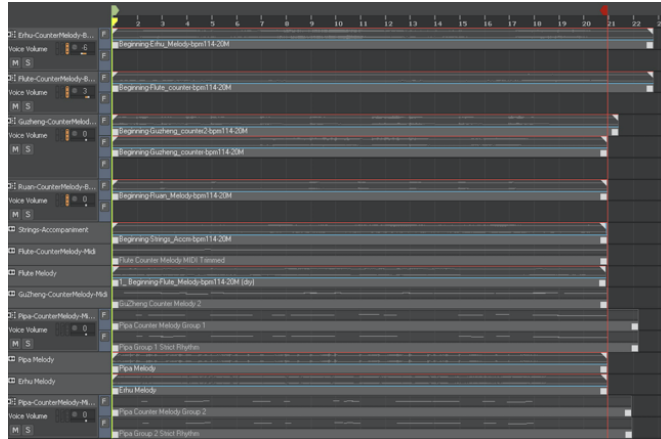 2 3 4 5 6 7 8 9 10 11 12 13 14 15 16 17 18 19 20 21 22
Erhu-CounterMelody-B... F
Voice Volume -6
Beginning-Erhu_Melody-bpm114-20M
F
M S
Flute-CounterMelody-B... F
Voice Volume 3
Beginning-Flute_counter-bpm114-20M
F
M S
Guzheng-CounterMelod... F
Voice Volume 0
Beginning-Guzheng_counter2-bpm114-20M
M S
F
Beginning-Guzheng_counter-bpm114-20M
F
Ruan-CounterMelody-B... F
Voice Volume 0
Beginning-Ruan_Melody-bpm114-20M
F
M S
Strings-Accompaniment
Beginning-Strings_Accm-bpm114-20M
Flute-CounterMelody-Midi
Flute Counter Melody MIDI Trimmed
Flute Melody
1_ Beginning-Flute_Melody-bpm114-20M (diy)
GuZheng-CounterMelody-Midi
GuZheng Counter Melody 2
Pipa-CounterMelody-Mi... F
Voice Volume 0
Pipa Counter Melody Group 1
M S
F
Pipa Group 1 Strict Rhythm
Pipa Melody
Pipa Melody
Erhu Melody
Erhu Melody
Pipa-CounterMelody-Mi... F
Voice Volume 0
Pipa Counter Melody Group 2
M S
F
Pipa Group 2 Strict Rhythm